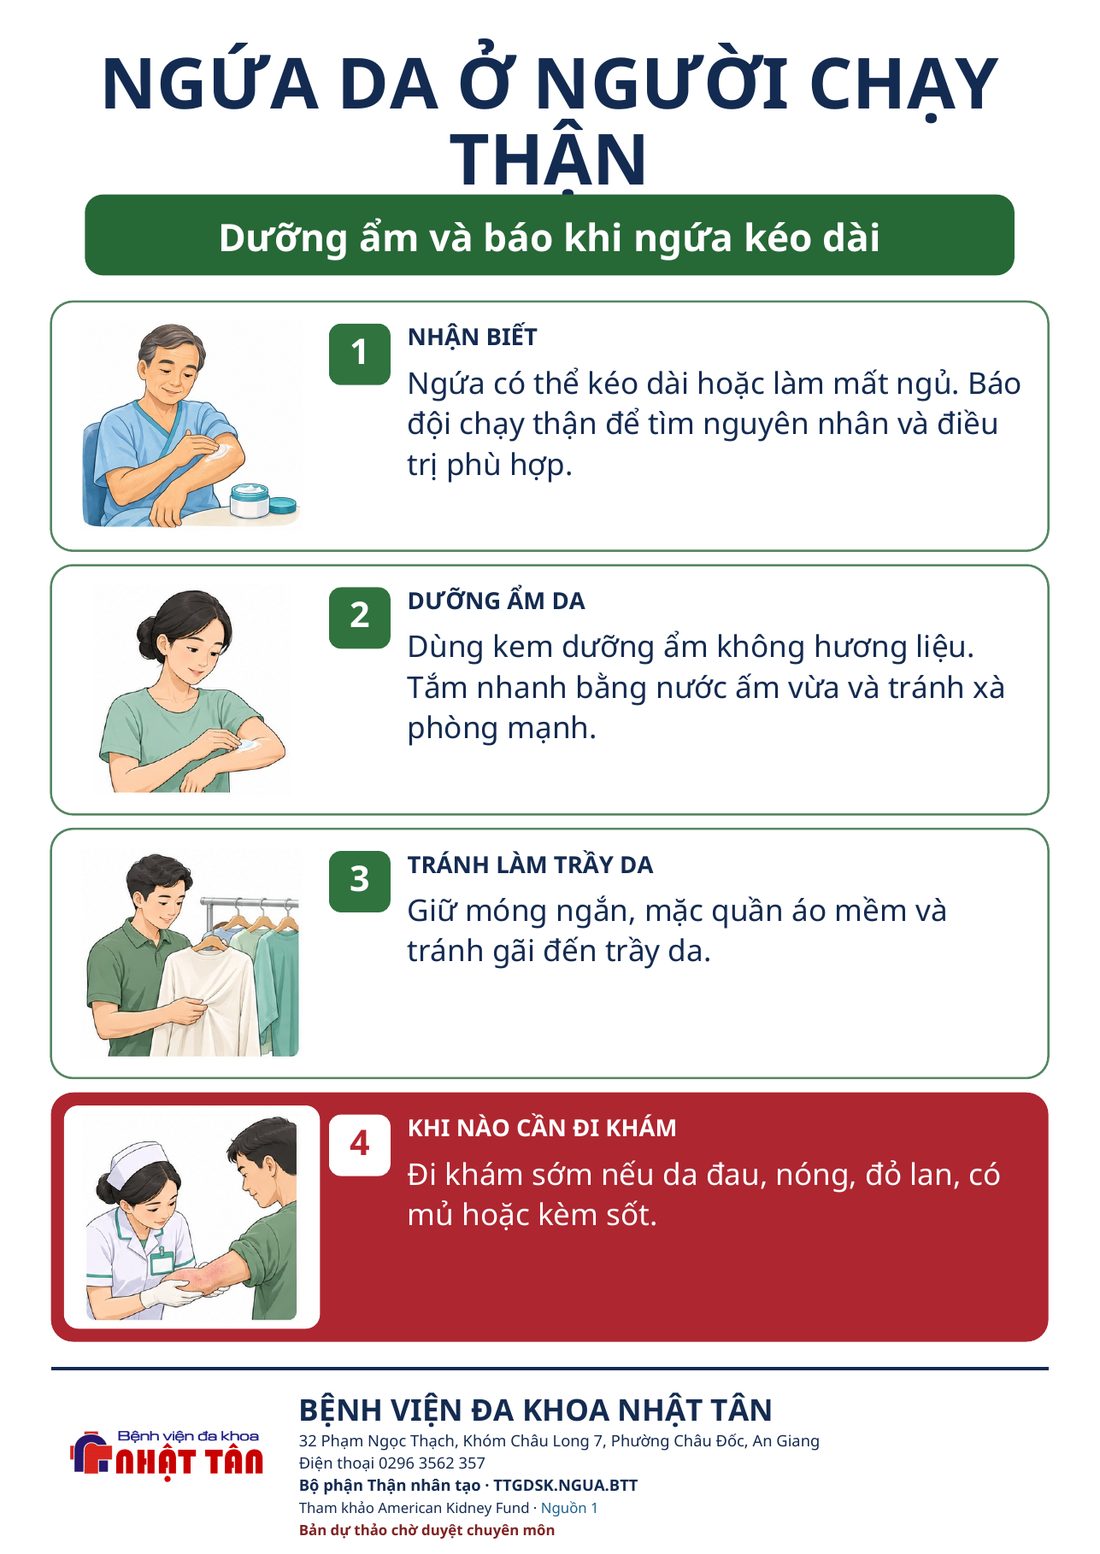 NGỨA DA Ở NGƯỜI CHẠY
THẬN
Dưỡng ẩm và báo khi ngứa kéo dài
1
NHẬN BIẾT
Ngứa có thể kéo dài hoặc làm mất ngủ. Báo
đội chạy thận để tìm nguyên nhân và điều
trị phù hợp.
2
DƯỠNG ẨM DA
Dùng kem dưỡng ẩm không hương liệu.
Tắm nhanh bằng nước ấm vừa và tránh xà
phòng mạnh.
3
TRÁNH LÀM TRẦY DA
Giữ móng ngắn, mặc quần áo mềm và
tránh gãi đến trầy da.
4
KHI NÀO CẦN ĐI KHÁM
Đi khám sớm nếu da đau, nóng, đỏ lan, có
mủ hoặc kèm sốt.
Bệnh viện đa khoa
NHẬT TÂN
BỆNH VIỆN ĐA KHOA NHẬT TÂN
32 Phạm Ngọc Thạch, Khóm Châu Long 7, Phường Châu Đốc, An Giang
Điện thoại 0296 3562 357
Bộ phận Thận nhân tạo · TTGDSK.NGUA.BTT
Tham khảo American Kidney Fund · Nguồn 1
Bản dự thảo chờ duyệt chuyên môn